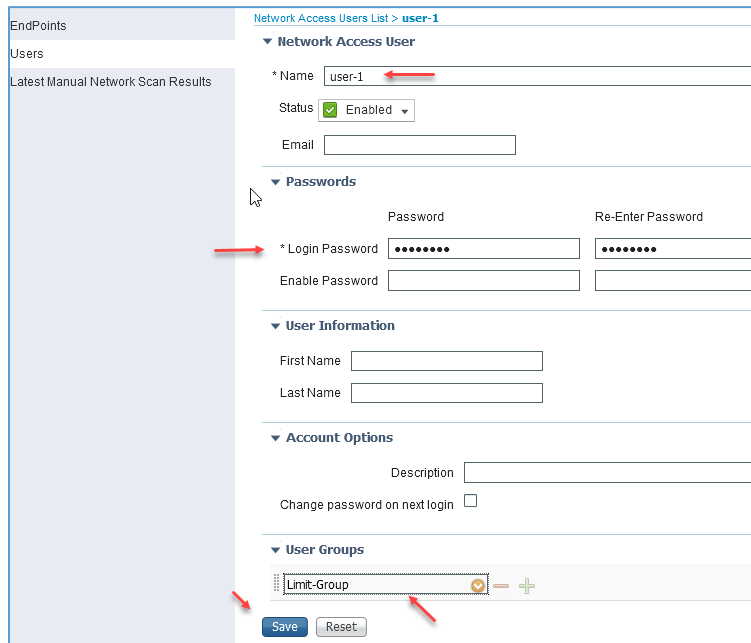 EndPoints
Users
Latest Manual Network Scan Results
Network Access Users List > user-1
Network Access User
* Name user-1
Status Enabled
Email
Passwords
Password Re-Enter Password
* Login Password ●●●●●●●● ●●●●●●●●
Enable Password
User Information
First Name
Last Name
Account Options
Description
Change password on next login
User Groups
Limit-Group
Save Reset